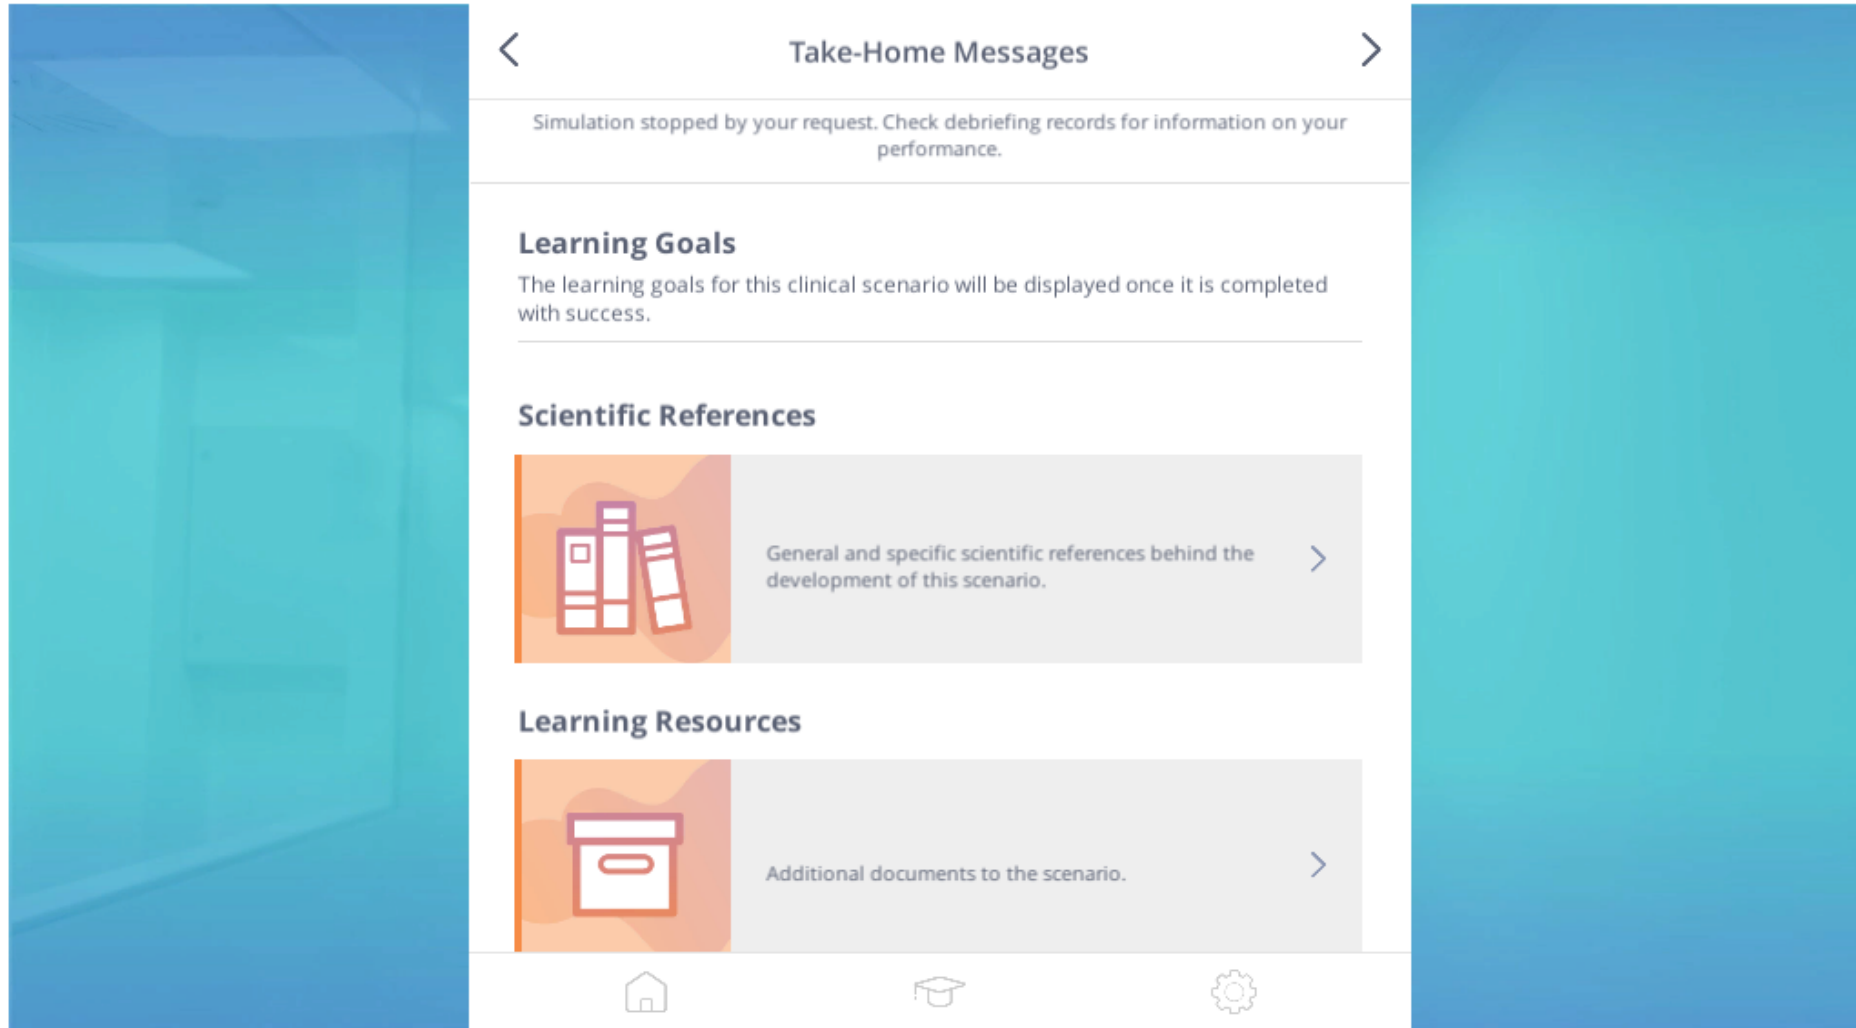 Take-Home Messages
Simulation stopped by your request. Check debriefing records for information on your
performance.
Learning Goals
The learning goals for this clinical scenario will be displayed once it is completed
with success.
Scientific References
General and specific scientific references behind the
development of this scenario.
Learning Resources
Additional documents to the scenario.